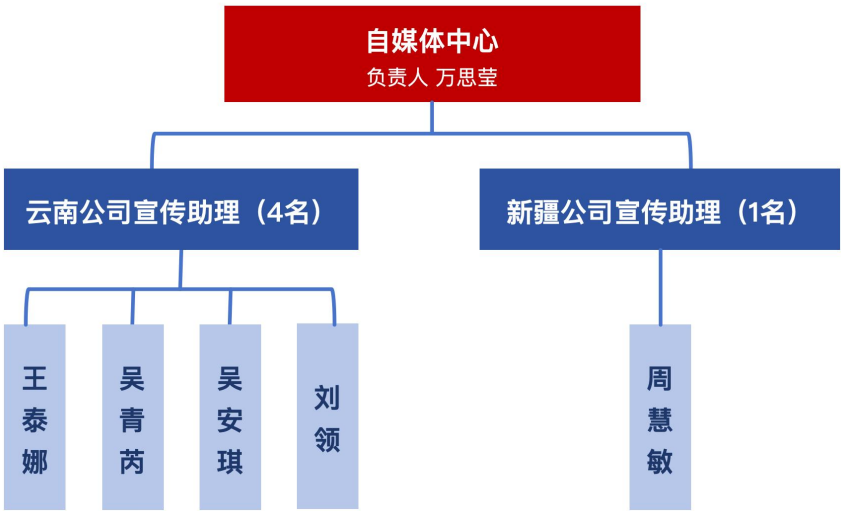 自媒体中心
负责人 万思莹
云南公司宣传助理（4名）
新疆公司宣传助理（1名）
王泰娜
吴青芮
吴安琪
刘领
周慧敏